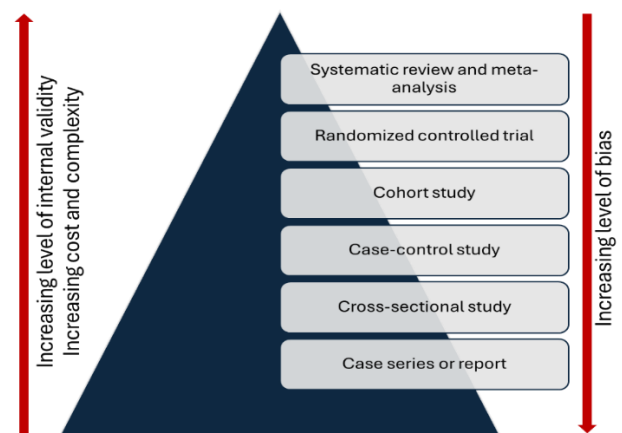 Increasing level of internal validity
Increasing cost and complexity
Systematic review and meta-
analysis
Randomized controlled trial
Cohort study
Case-control study
Cross-sectional study
Case series or report
Increasing level of bias